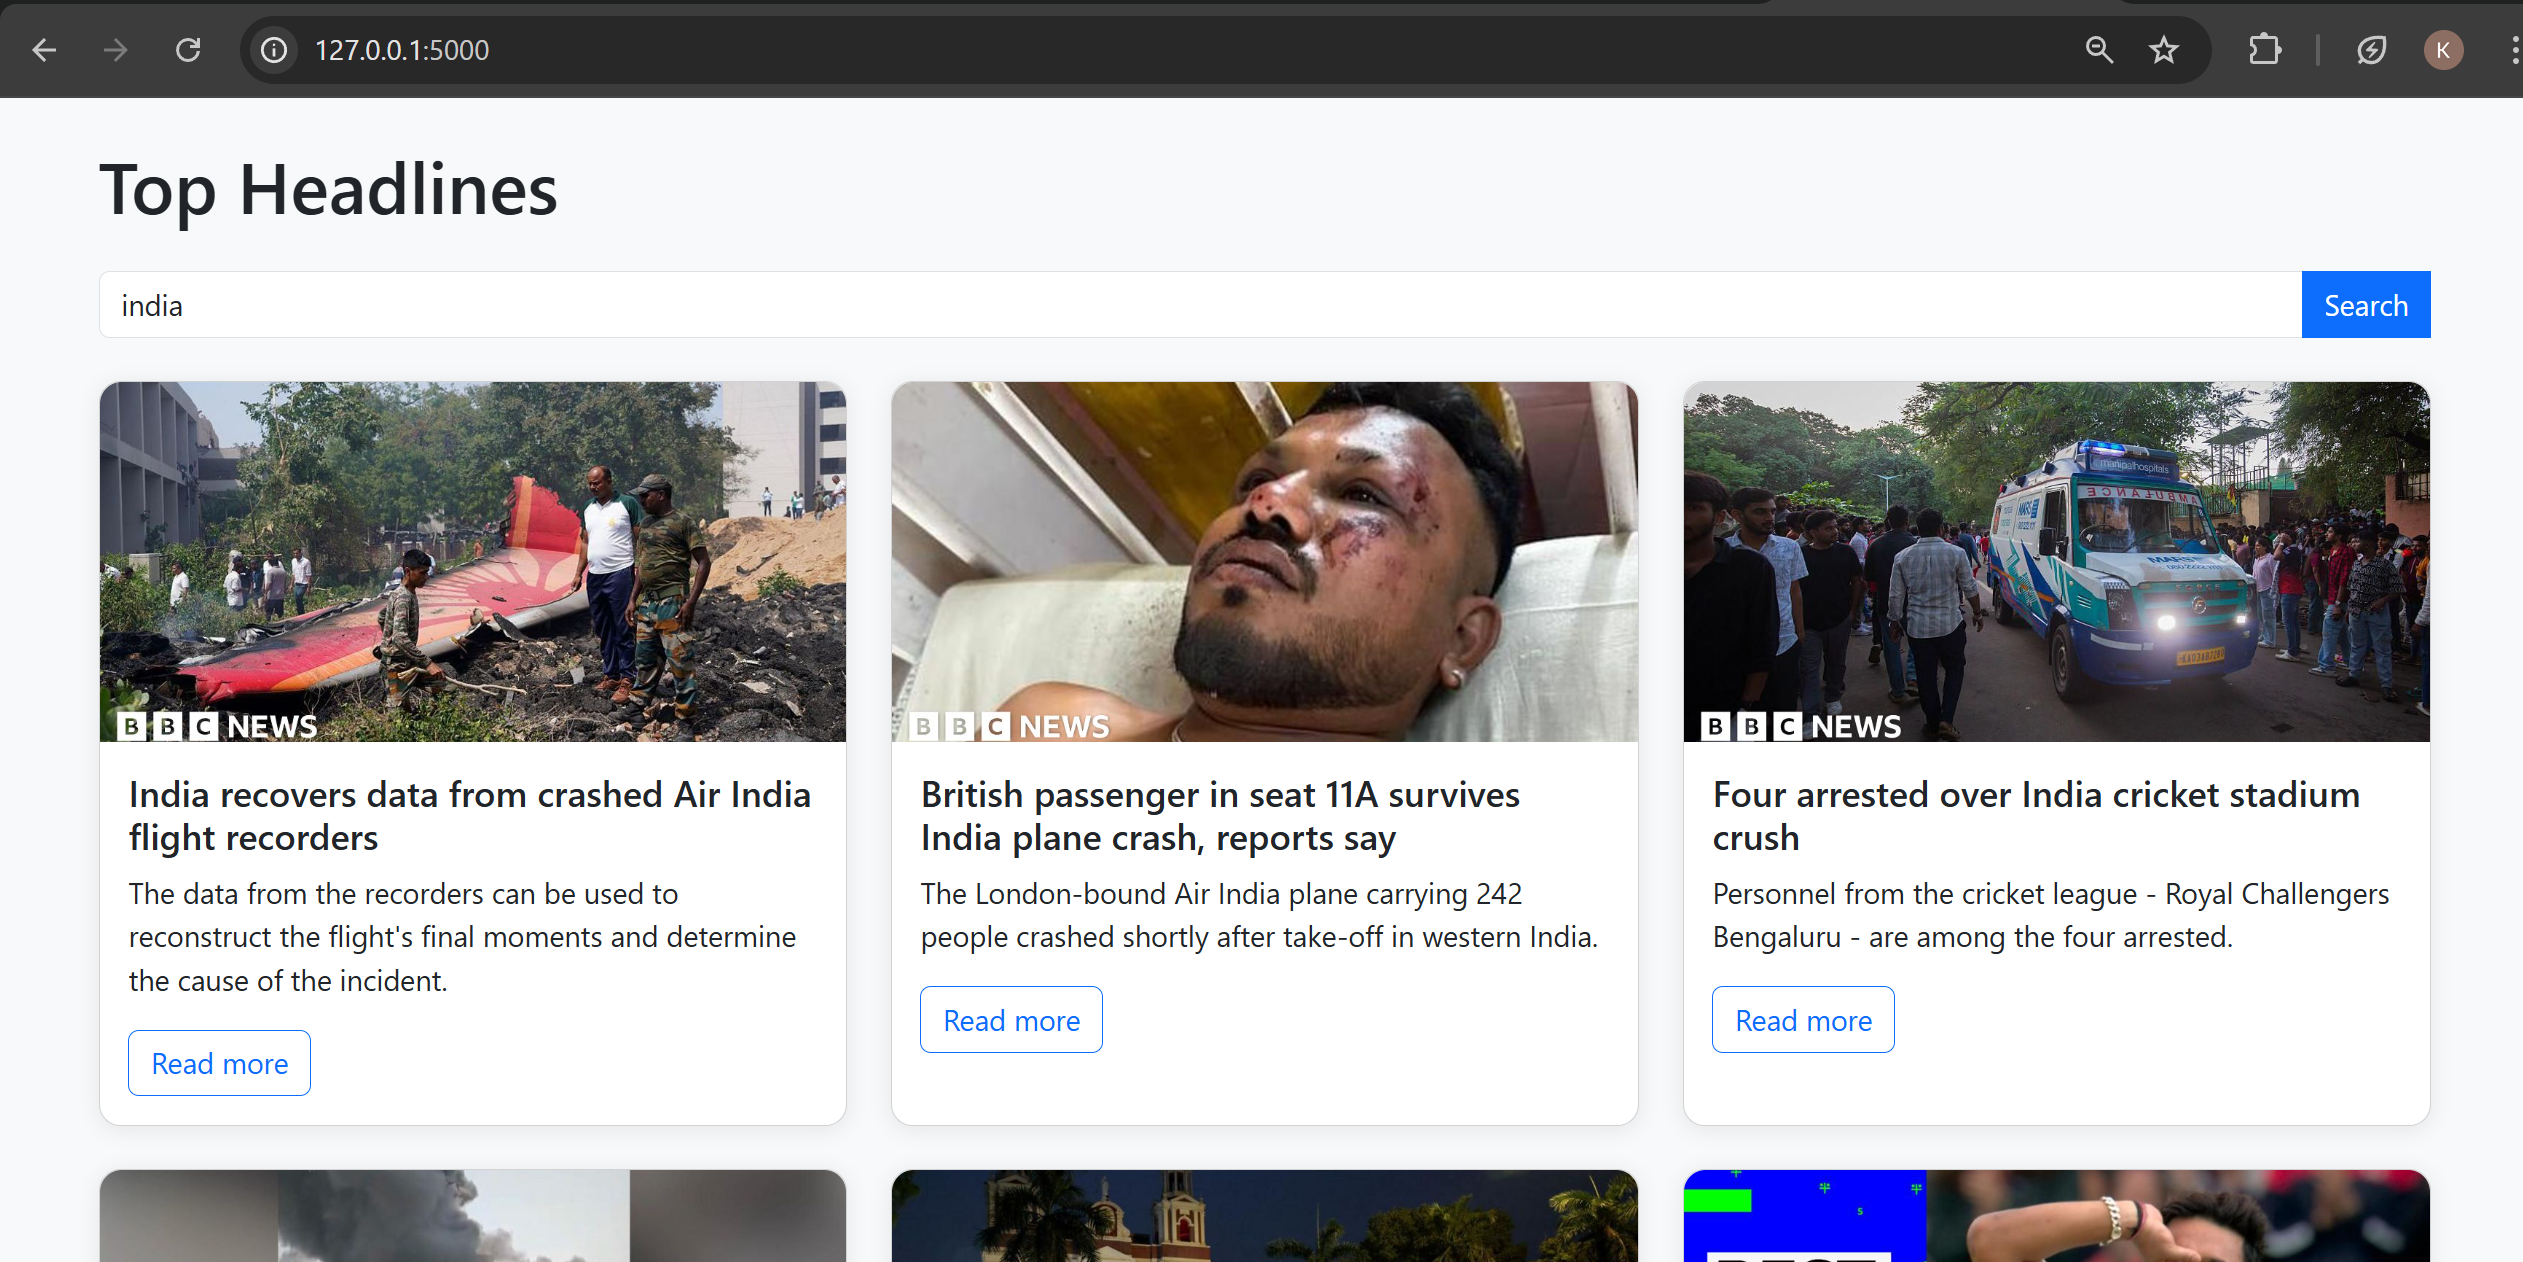 127.0.0.1:5000
K
Top Headlines
india
Search
manipalhospitals
AMBULANCE
BBC NEWS
BBC NEWS
BBC NEWS
India recovers data from crashed Air India
flight recorders
British passenger in seat 11A survives
India plane crash, reports say
Four arrested over India cricket stadium
crush
The data from the recorders can be used to
reconstruct the flight's final moments and determine
the cause of the incident.
The London-bound Air India plane carrying 242
people crashed shortly after take-off in western India.
Personnel from the cricket league - Royal Challengers
Bengaluru - are among the four arrested.
Read more
Read more
Read more